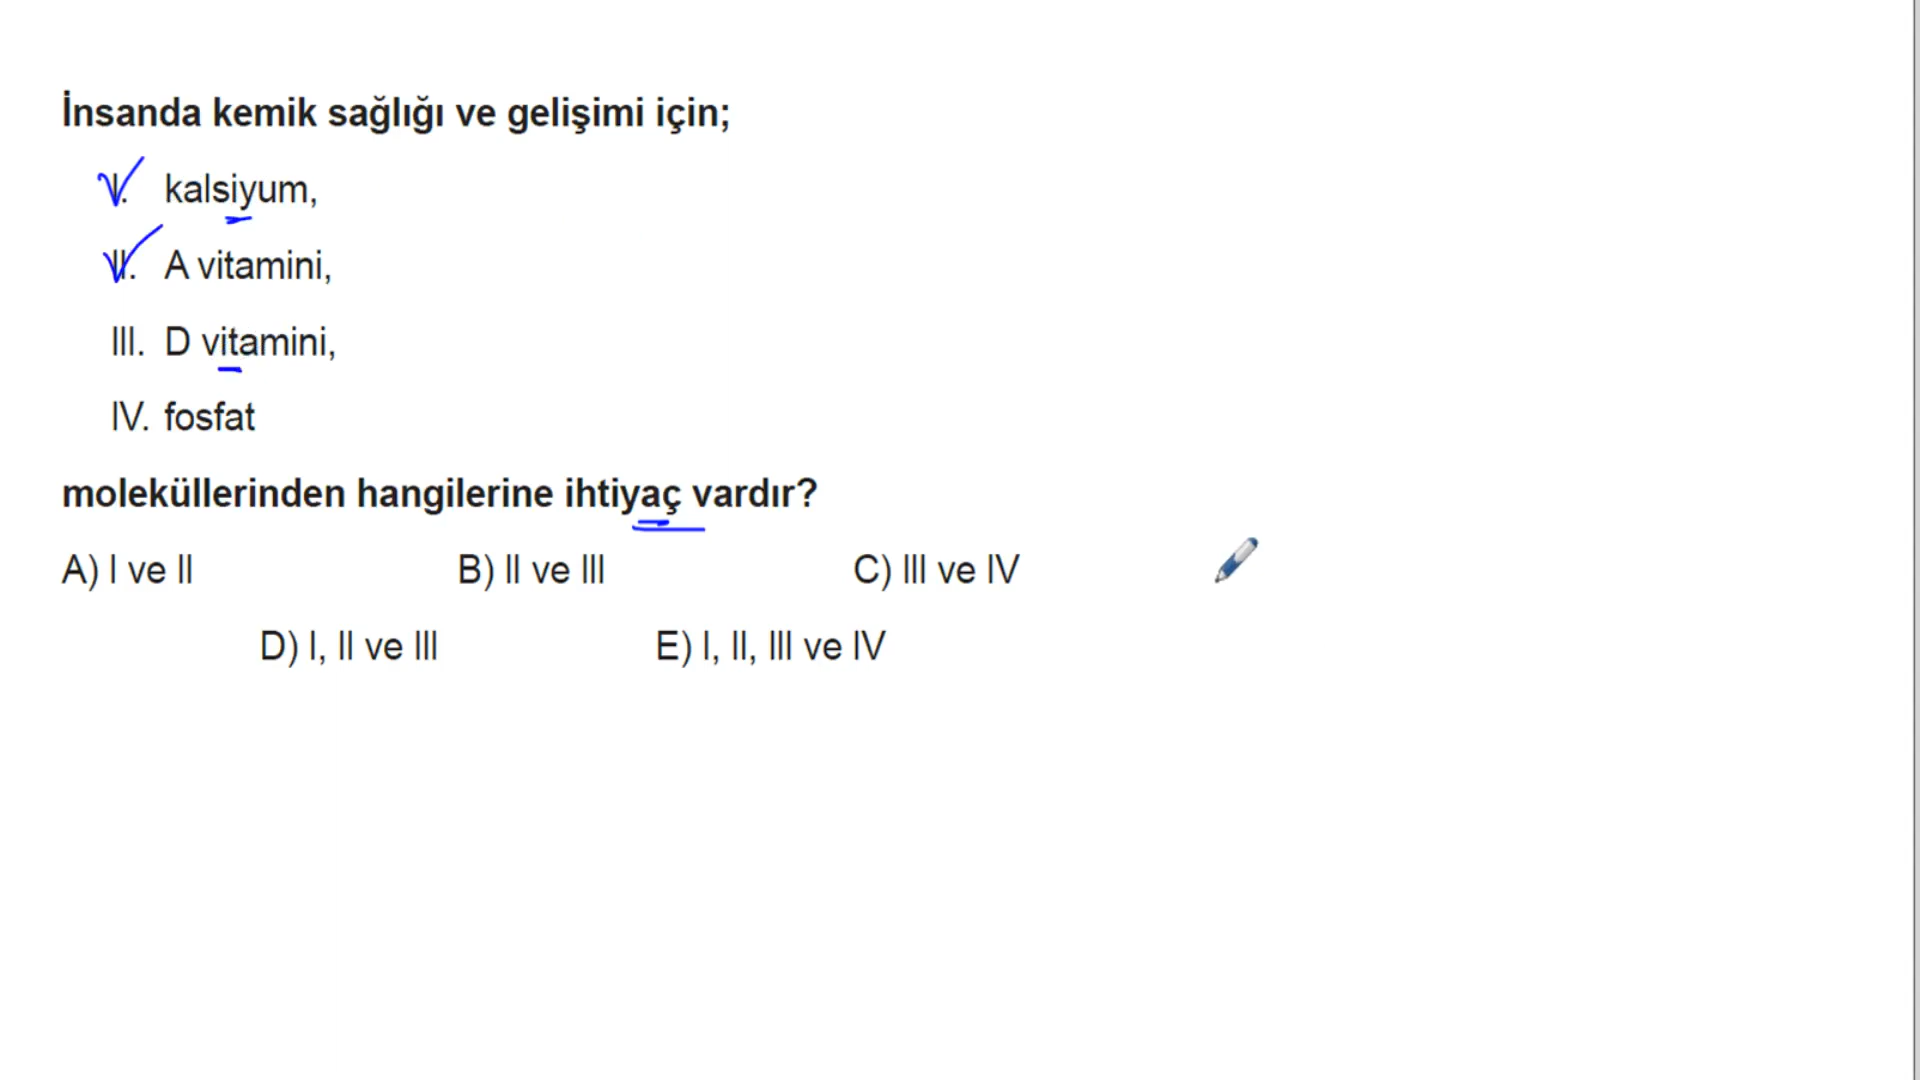 İnsanda kemik sağlığı ve gelişimi için;
I. kalsiyum,
II. A vitamini,
III. D vitamini,
IV. fosfat
moleküllerinden hangilerine ihtiyaç vardır?
A) I ve II B) II ve III C) III ve IV
D) I, II ve III E) I, II, III ve IV